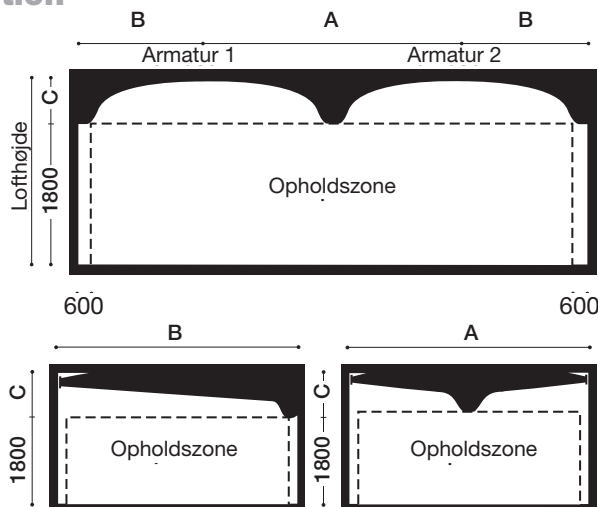 B A B
Armatur 1 Armatur 2
C
Lofthøjde
1800
Opholdszone
600 600
B
C
1800
Opholdszone
A
C
1800
Opholdszone